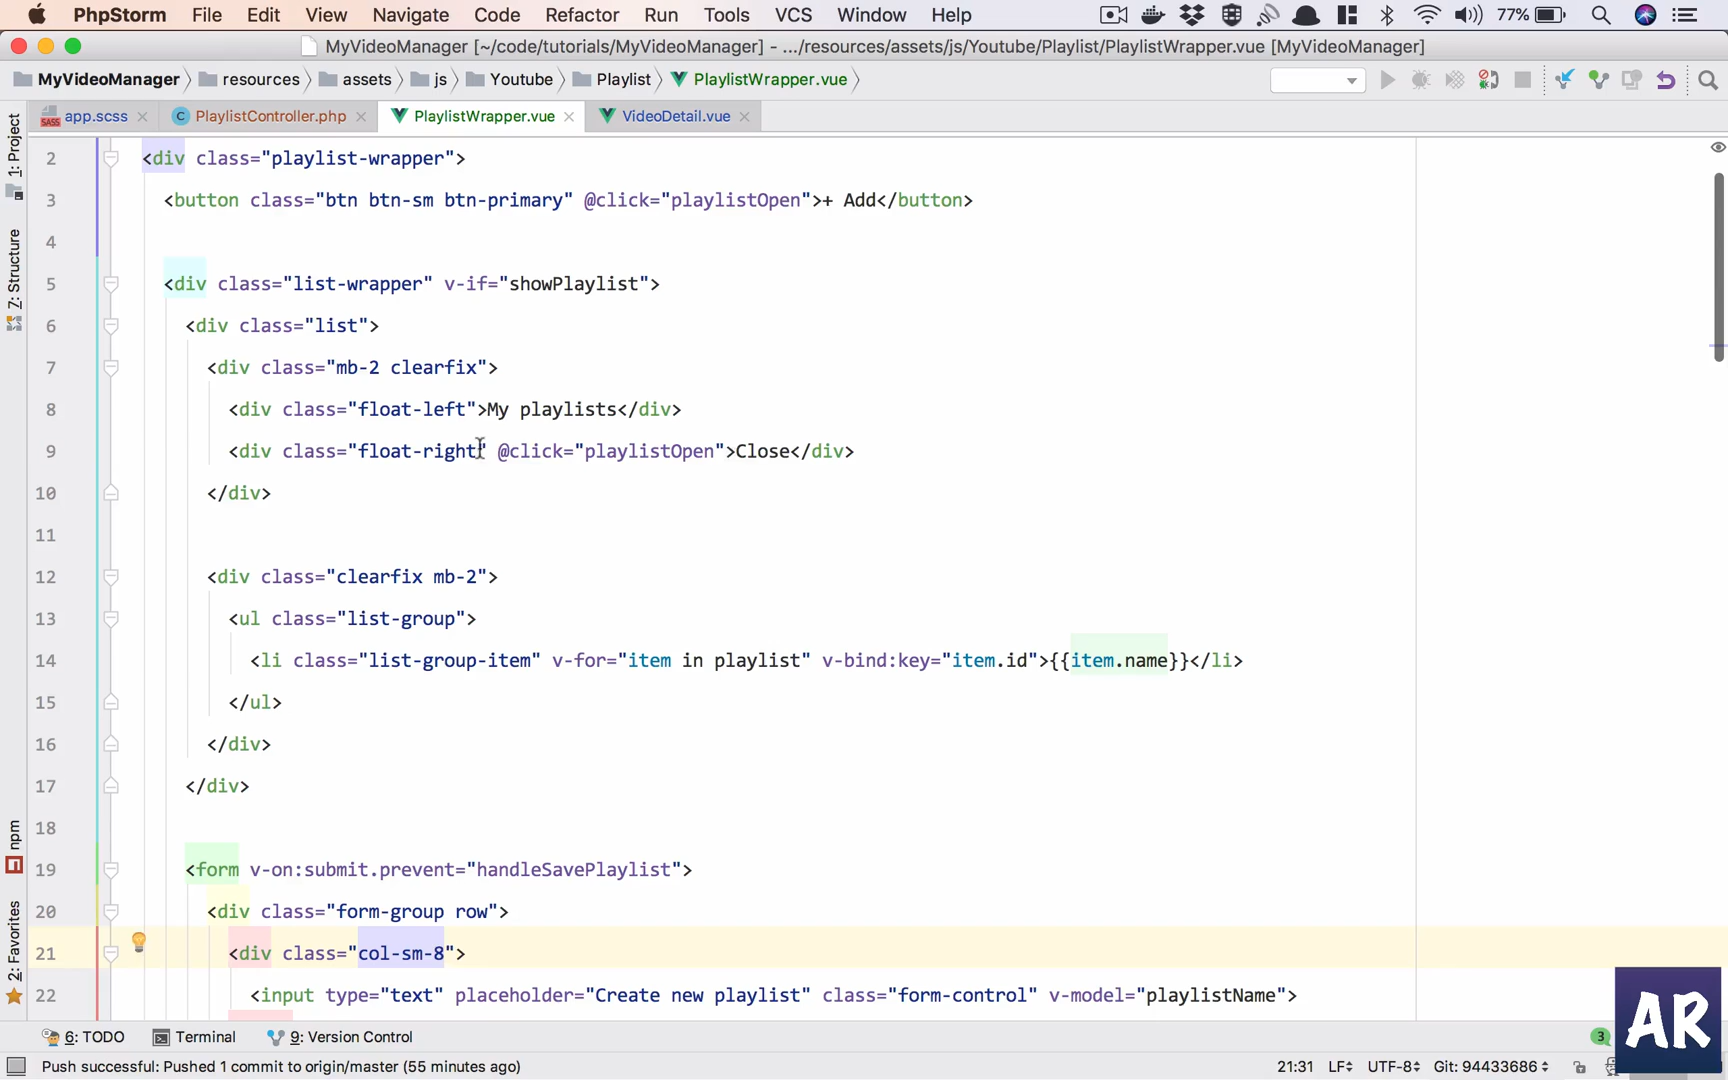 PhpStorm File Edit View Navigate Code Refactor Run Tools VCS Window Help 77%
MyVideoManager [~/code/tutorials/MyVideoManager] - .../resources/assets/js/Youtube/Playlist/PlaylistWrapper.vue [MyVideoManager]
MyVideoManager resources assets js Youtube Playlist PlaylistWrapper.vue
app.scss PlaylistController.php PlaylistWrapper.vue VideoDetail.vue
1: Project
7: Structure
npm
2: Favorites
2 <div class="playlist-wrapper">
3 <button class="btn btn-sm btn-primary" @click="playlistOpen">+ Add</button>
4
5 <div class="list-wrapper" v-if="showPlaylist">
6 <div class="list">
7 <div class="mb-2 clearfix">
8 <div class="float-left">My playlists</div>
9 <div class="float-right" @click="playlistOpen">Close</div>
10 </div>
11
12 <div class="clearfix mb-2">
13 <ul class="list-group">
14 <li class="list-group-item" v-for="item in playlist" v-bind:key="item.id">{{item.name}}</li>
15 </ul>
16 </div>
17 </div>
18
19 <form v-on:submit.prevent="handleSavePlaylist">
20 <div class="form-group row">
21 <div class="col-sm-8">
22 <input type="text" placeholder="Create new playlist" class="form-control" v-model="playlistName">
6: TODO Terminal 9: Version Control 3
Push successful: Pushed 1 commit to origin/master (55 minutes ago) 21:31 LF UTF-8 Git: 94433686
AR